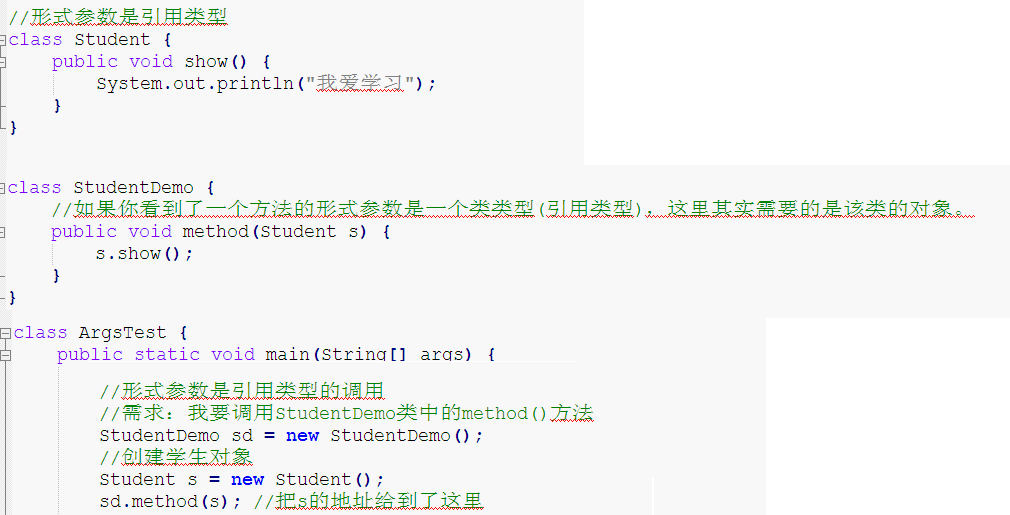 //形式参数是引用类型
class Student {
    public void show() {
        System.out.println("我爱学习");
    }
}
class StudentDemo {
    //如果你看到了一个方法的形式参数是一个类类型(引用类型)，这里其实需要的是该类的对象。
    public void method(Student s) {
        s.show();
    }
}
class ArgsTest {
    public static void main(String[] args) {
        //形式参数是引用类型的调用
        //需求：我要调用StudentDemo类中的method()方法
        StudentDemo sd = new StudentDemo();
        //创建学生对象
        Student s = new Student();
        sd.method(s); //把s的地址给到了这里